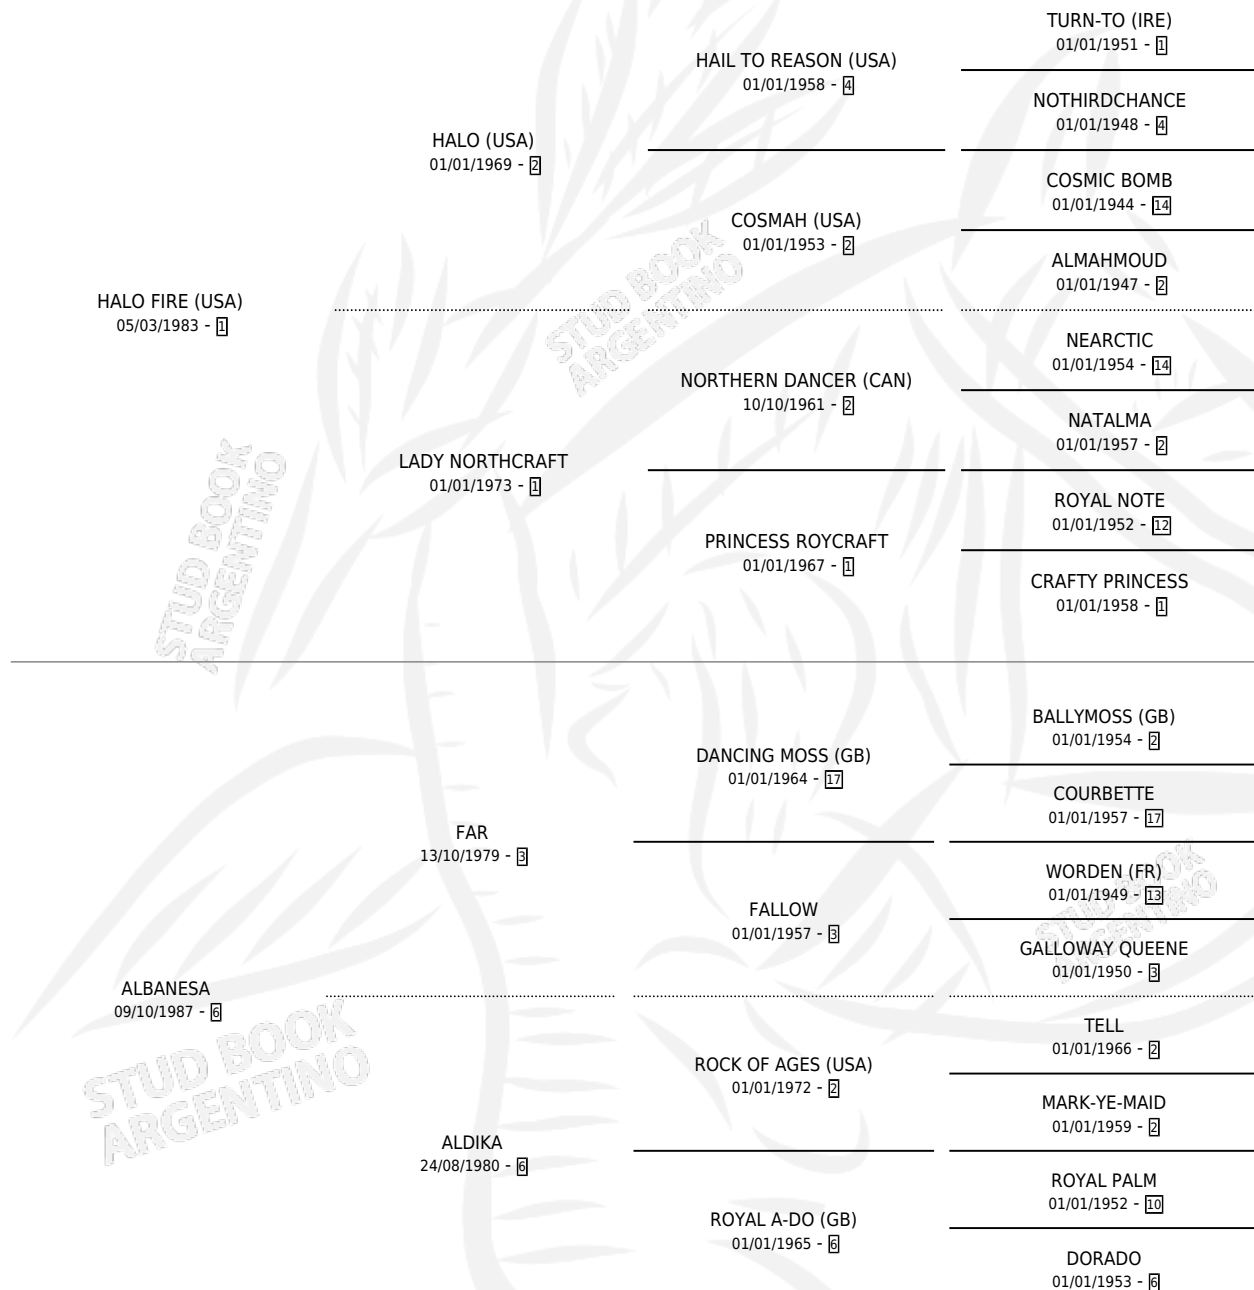 TURN-TO (IRE)
01/01/1951 - 1
HAIL TO REASON (USA)
01/01/1958 - 4
NOTHIRDCHANCE
01/01/1948 - 4
HALO (USA)
01/01/1969 - 2
COSMIC BOMB
01/01/1944 - 14
COSMAH (USA)
01/01/1953 - 2
ALMAHMOUD
01/01/1947 - 2
HALO FIRE (USA)
05/03/1983 - 1
NEARCTIC
01/01/1954 - 14
NORTHERN DANCER (CAN)
10/10/1961 - 2
NATALMA
01/01/1957 - 2
LADY NORTHCRAFT
01/01/1973 - 1
ROYAL NOTE
01/01/1952 - 12
PRINCESS ROYCRAFT
01/01/1967 - 1
CRAFTY PRINCESS
01/01/1958 - 1
BALLYMOSS (GB)
01/01/1954 - 2
DANCING MOSS (GB)
01/01/1964 - 17
COURBETTE
01/01/1957 - 17
FAR
13/10/1979 - 3
WORDEN (FR)
01/01/1949 - 13
FALLOW
01/01/1957 - 3
GALLOWAY QUEENE
01/01/1950 - 3
ALBANESA
09/10/1987 - 6
TELL
01/01/1966 - 2
ROCK OF AGES (USA)
01/01/1972 - 2
MARK-YE-MAID
01/01/1959 - 2
ALDIKA
24/08/1980 - 6
ROYAL PALM
01/01/1952 - 10
ROYAL A-DO (GB)
01/01/1965 - 6
DORADO
01/01/1953 - 6
STUD BOOK
ARGENTINO
STUD BOOK
ARGENTINO
STUD BOOK
ARGENTINO
STUD BOOK
ARGENTINO